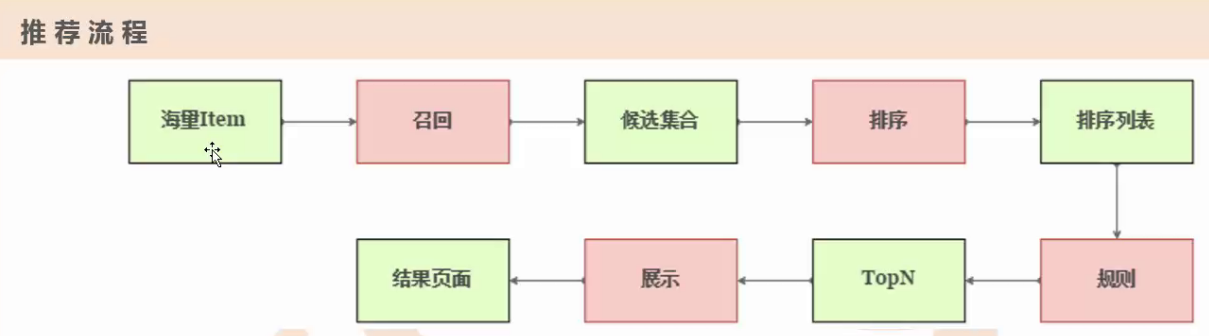 推荐流程
海量Item
召回
候选集合
排序
排序列表
规则
TopN
展示
结果页面